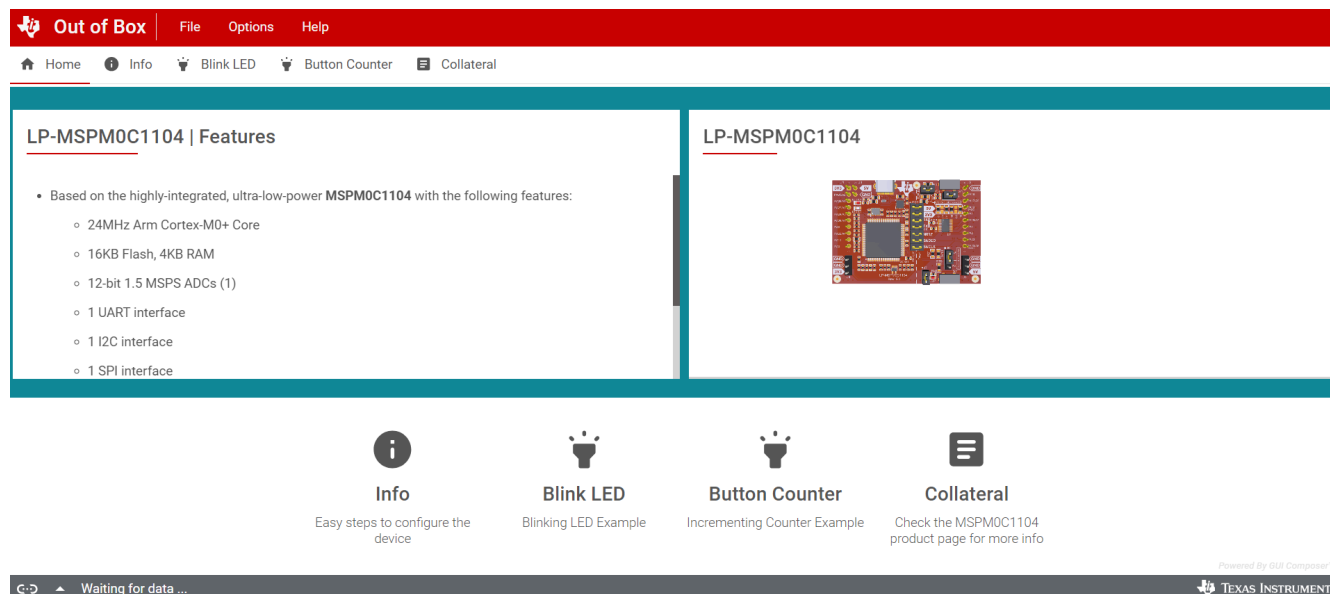 Out of Box
File Options Help
Home Info Blink LED Button Counter Collateral
LP-MSPM0C1104 | Features
Based on the highly-integrated, ultra-low-power MSPM0C1104 with the following features:
24MHz Arm Cortex-M0+ Core
16KB Flash, 4KB RAM
12-bit 1.5 MSPS ADCs (1)
1 UART interface
1 I2C interface
1 SPI interface
LP-MSPM0C1104
Info
Easy steps to configure the
device
Blink LED
Blinking LED Example
Button Counter
Incrementing Counter Example
Collateral
Check the MSPM0C1104
product page for more info
Powered By GUI Composer
Waiting for data ...
TEXAS INSTRUMENT